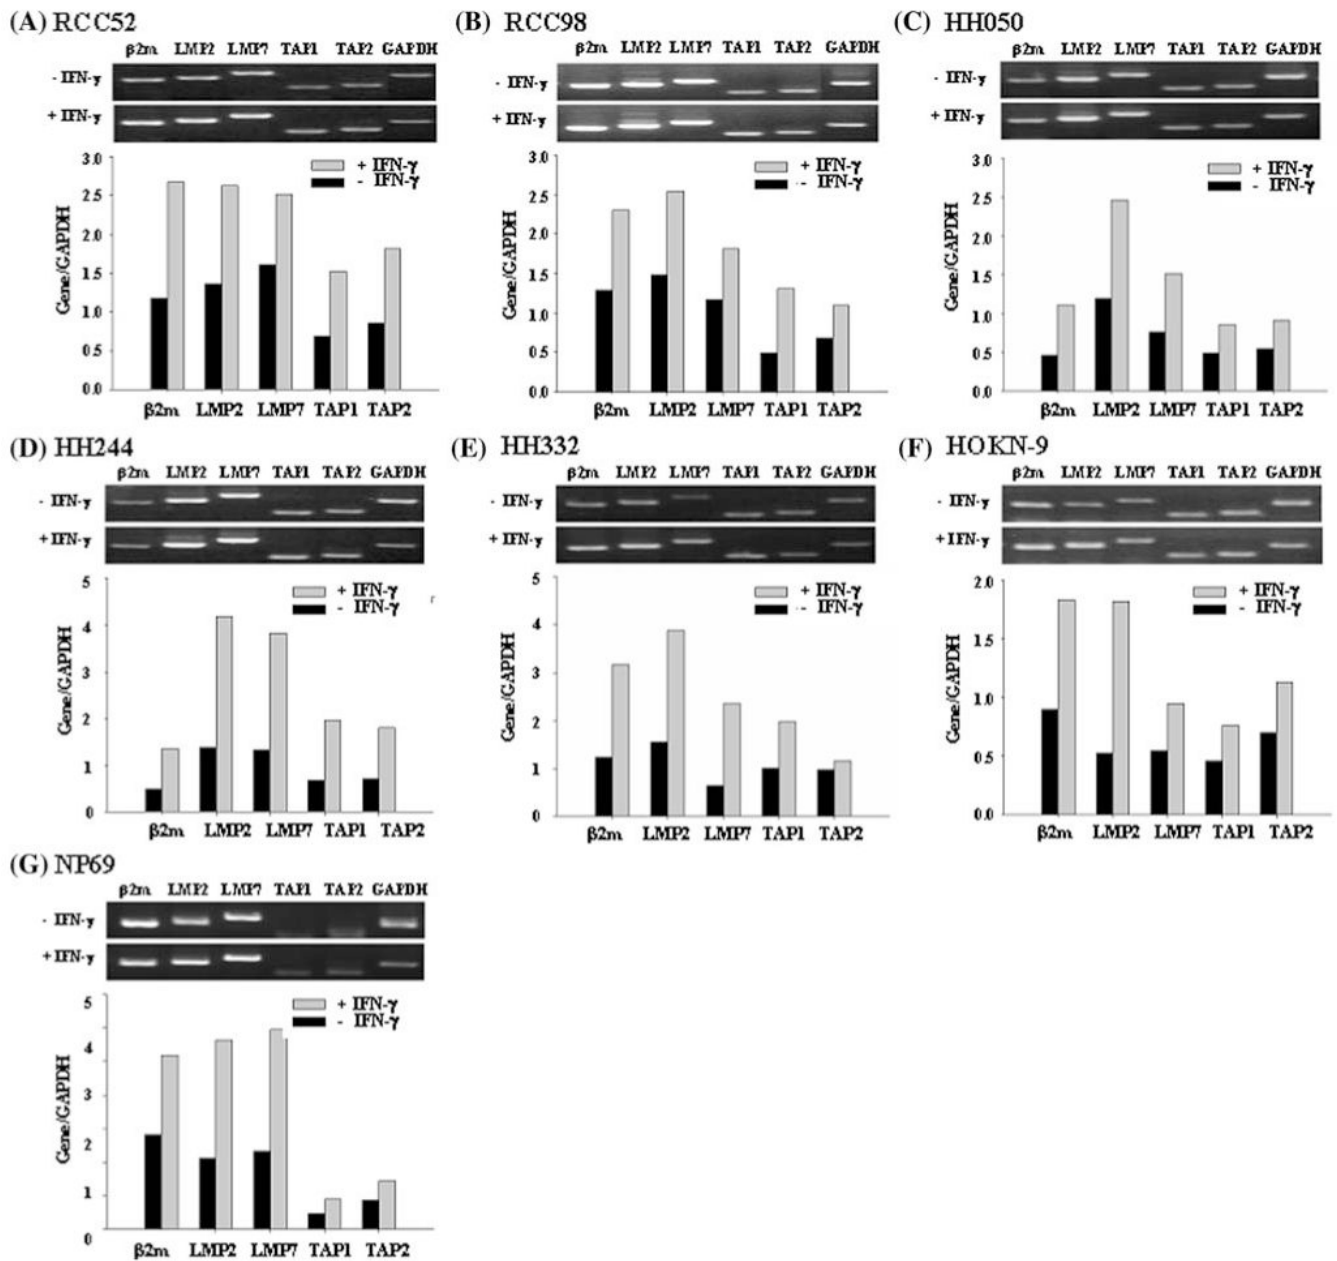 (A) RCC52
β2m LMP2 LMP7 TAP1 TAP2 GAPDH
- IFN-γ
+ IFN-γ
3.0
2.5
2.0
1.5
1.0
0.5
0.0
Gene/GAPDH
+ IFN-γ
- IFN-γ
β2m LMP2 LMP7 TAP1 TAP2
(B) RCC98
β2m LMP2 LMP7 TAP1 TAP2 GAPDH
- IFN-γ
+ IFN-γ
3.0
2.5
2.0
1.5
1.0
0.5
0.0
Gene/GAPDH
+ IFN-γ
- IFN-γ
β2m LMP2 LMP7 TAP1 TAP2
(C) HH050
β2m LMP2 LMP7 TAP1 TAP2 GAPDH
- IFN-γ
+ IFN-γ
3.0
2.5
2.0
1.5
1.0
0.5
0.0
Gene/GAPDH
+ IFN-γ
- IFN-γ
β2m LMP2 LMP7 TAP1 TAP2
(D) HH244
β2m LMP2 LMP7 TAP1 TAP2 GAPDH
- IFN-γ
+ IFN-γ
5
4
3
2
1
0
Gene/GAPDH
+ IFN-γ
- IFN-γ
β2m LMP2 LMP7 TAP1 TAP2
(E) HH332
β2m LMP2 LMP7 TAP1 TAP2 GAPDH
- IFN-γ
+ IFN-γ
5
4
3
2
1
0
Gene/GAPDH
+ IFN-γ
- IFN-γ
β2m LMP2 LMP7 TAP1 TAP2
(F) HOKN-9
β2m LMP2 LMP7 TAP1 TAP2 GAPDH
- IFN-γ
+ IFN-γ
2.0
1.5
1.0
0.5
0.0
Gene/GAPDH
+ IFN-γ
- IFN-γ
β2m LMP2 LMP7 TAP1 TAP2
(G) NP69
β2m LMP2 LMP7 TAP1 TAP2 GAPDH
- IFN-γ
+ IFN-γ
5
4
3
2
1
0
Gene/GAPDH
+ IFN-γ
- IFN-γ
β2m LMP2 LMP7 TAP1 TAP2